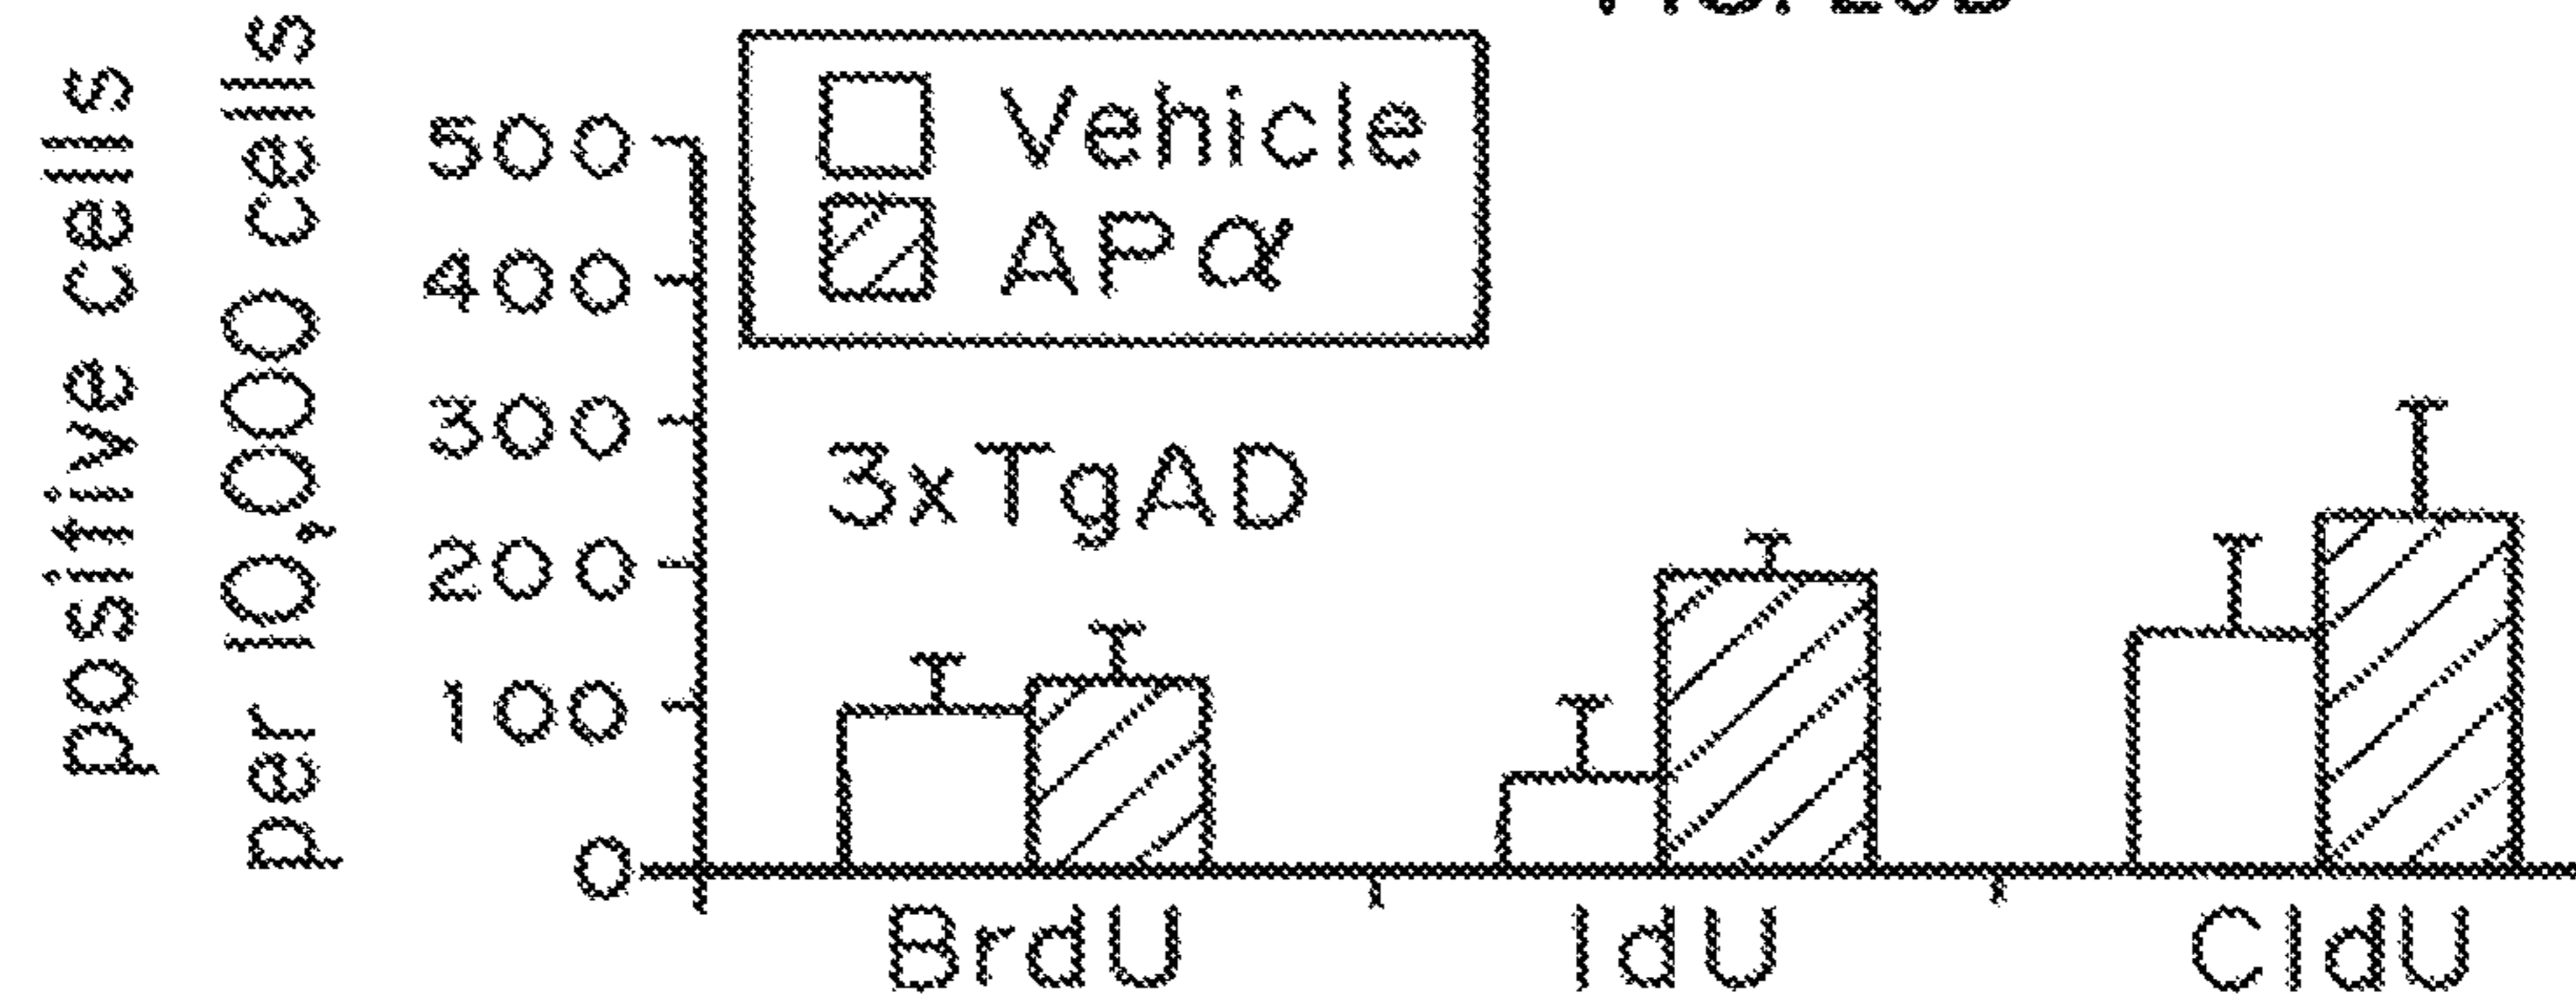 positive cells
per 10,000 cells
500
400
300
200
100
0
Vehicle
APα
3xTgAD
BrdU
IdU
CldU